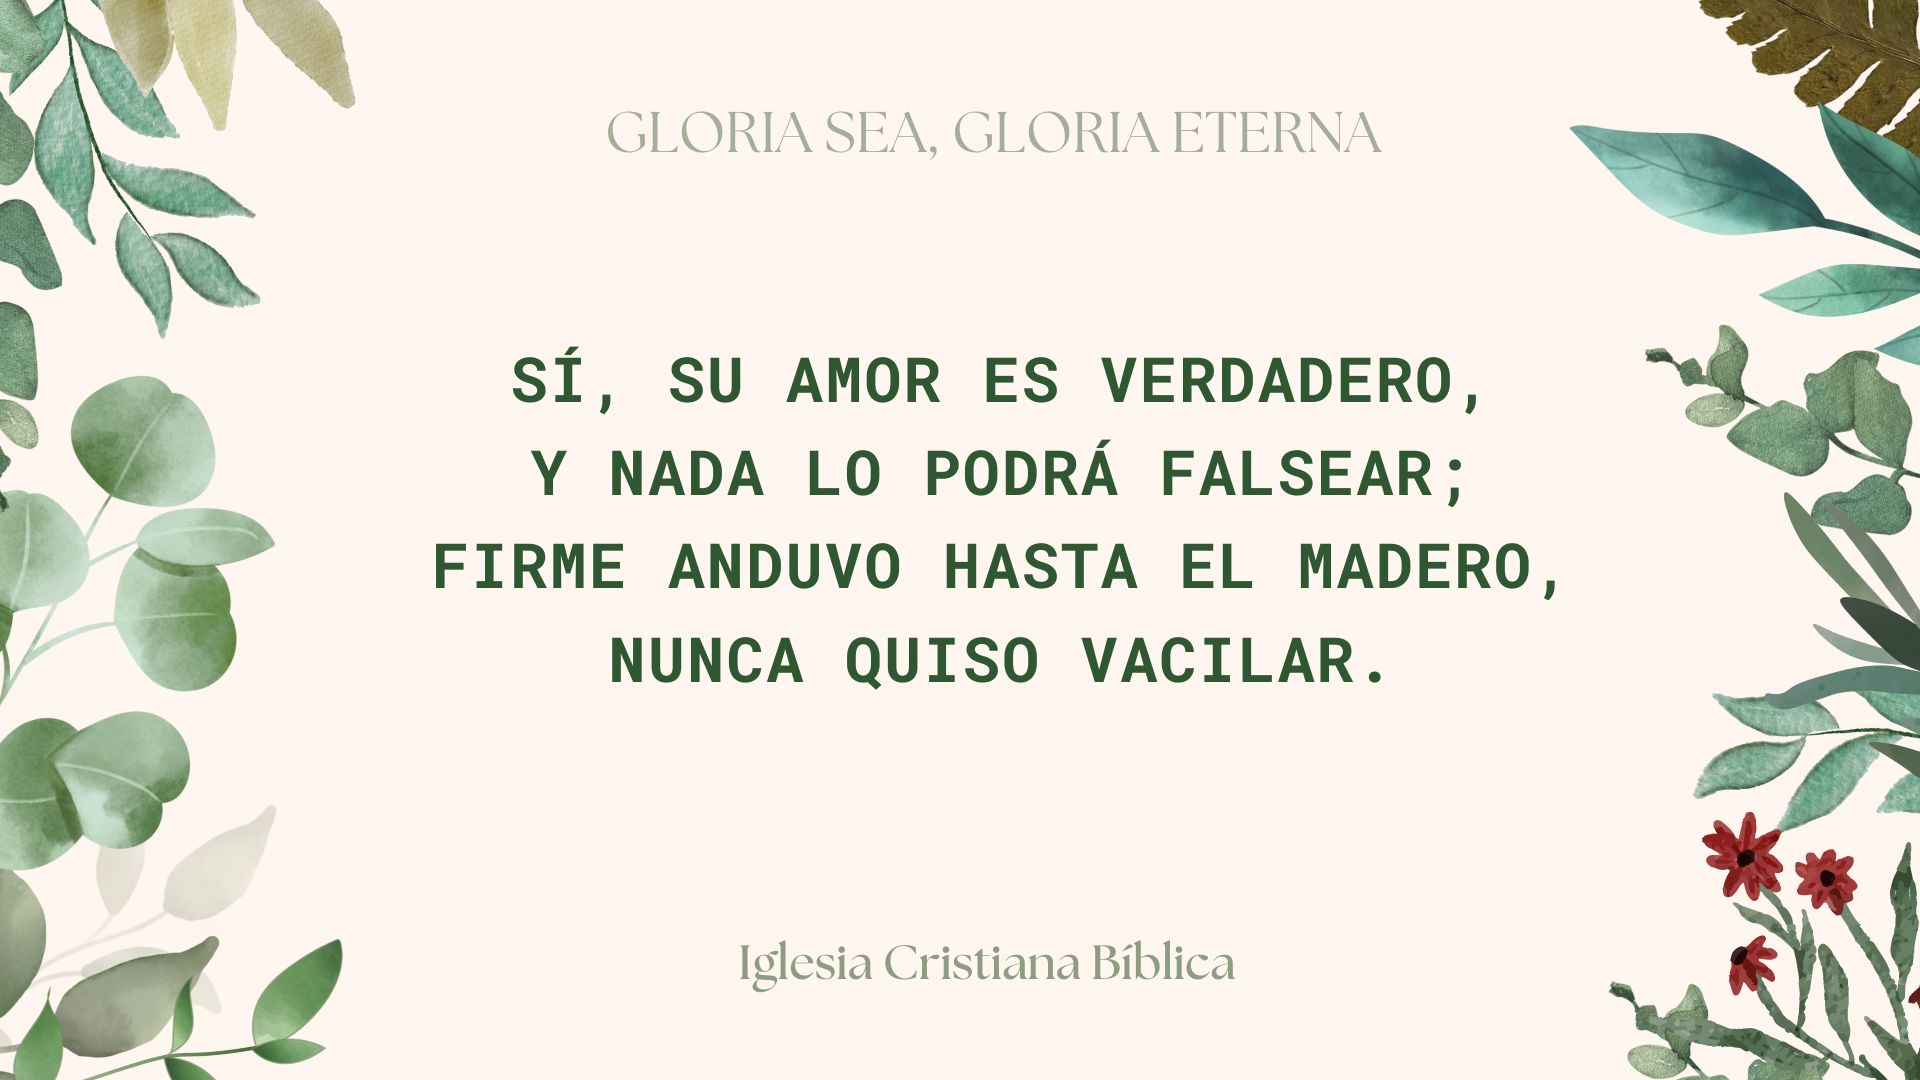 GLORIA SEA, GLORIA ETERNA
SÍ, SU AMOR ES VERDADERO,
Y NADA LO PODRÁ FALSEAR;
FIRME ANDUVO HASTA EL MADERO,
NUNCA QUISO VACILAR.
Iglesia Cristiana Bíblica